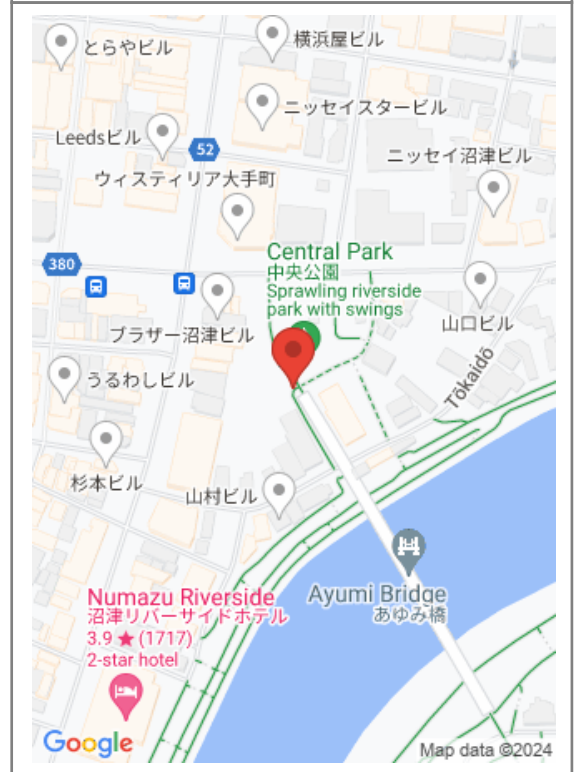 とらやビル
横浜屋ビル
ニッセイスタービル
Leedsビル
52
ニッセイ沼津ビル
ウィスティリア大手町
Central Park
中央公園
Sprawling riverside
park with swings
380
ブラザー沼津ビル
山口ビル
うるわしビル
Tōkaidō
杉本ビル
山村ビル
Numazu Riverside
沼津リバーサイドホテル
3.9 ★ (1717)
2-star hotel
Ayumi Bridge
あゆみ橋
Google
Map data ©2024